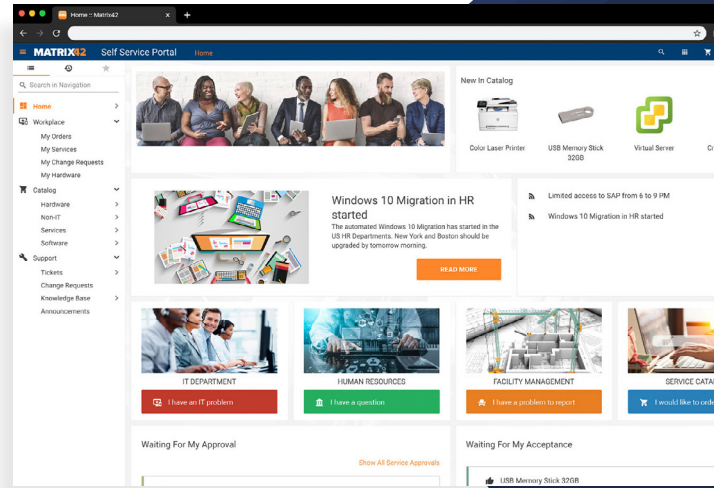 Home :: Matrix42
MATRIX42 Self Service Portal Home
Search in Navigation
Home
Workplace
My Orders
My Services
My Change Requests
My Hardware
Catalog
Hardware
Non-IT
Services
Software
Support
Tickets
Change Requests
Knowledge Base
Announcements
New In Catalog
Color Laser Printer
USB Memory Stick
32GB
Virtual Server
Windows 10 Migration in HR
started
The automated Windows 10 Migration has started in the
US HR Departments. New York and Boston should be
upgraded by tomorrow morning.
READ MORE
Limited access to SAP from 6 to 9 PM
Windows 10 Migration in HR started
IT DEPARTMENT
I have an IT problem
HUMAN RESOURCES
I have a question
FACILITY MANAGEMENT
I have a problem to report
SERVICE CATAL
I would like to orde
Waiting For My Approval
Show All Service Approvals
Waiting For My Acceptance
USB Memory Stick 32GB